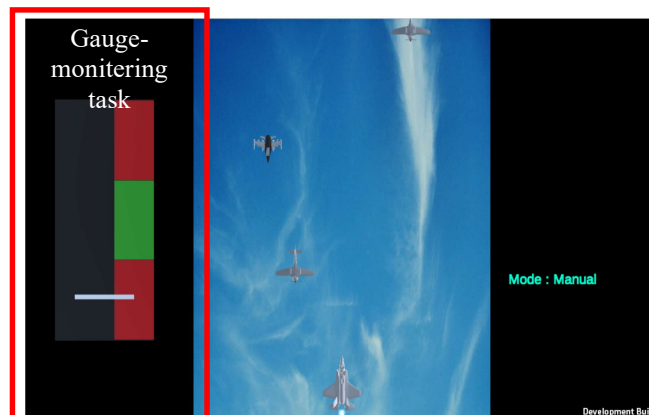 Gauge-
monitering
task
Mode : Manual
Development Bui